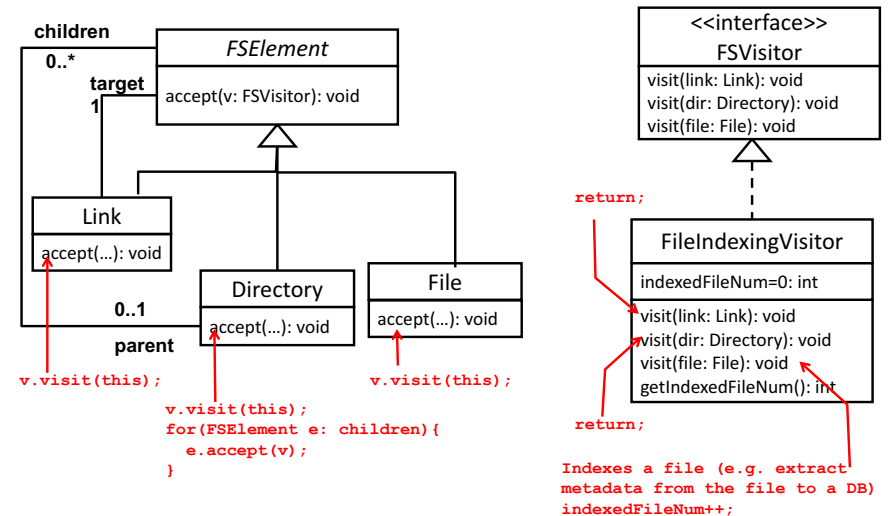 children
0..*
FSElement
target
1
accept(v: FSVisitor): void
Link
accept(...): void
Directory
accept(...): void
File
accept(...): void
0..1
parent
v.visit(this);
v.visit(this);
for(FSElement e: children){
e.accept(v);
}
v.visit(this);
<<interface>>
FSVisitor
visit(link: Link): void
visit(dir: Directory): void
visit(file: File): void
return;
FileIndexingVisitor
indexedFileNum=0: int
visit(link: Link): void
visit(dir: Directory): void
visit(file: File): void
getIndexedFileNum(): int
return;
Indexes a file (e.g. extract
metadata from the file to a DB)
indexedFileNum++;